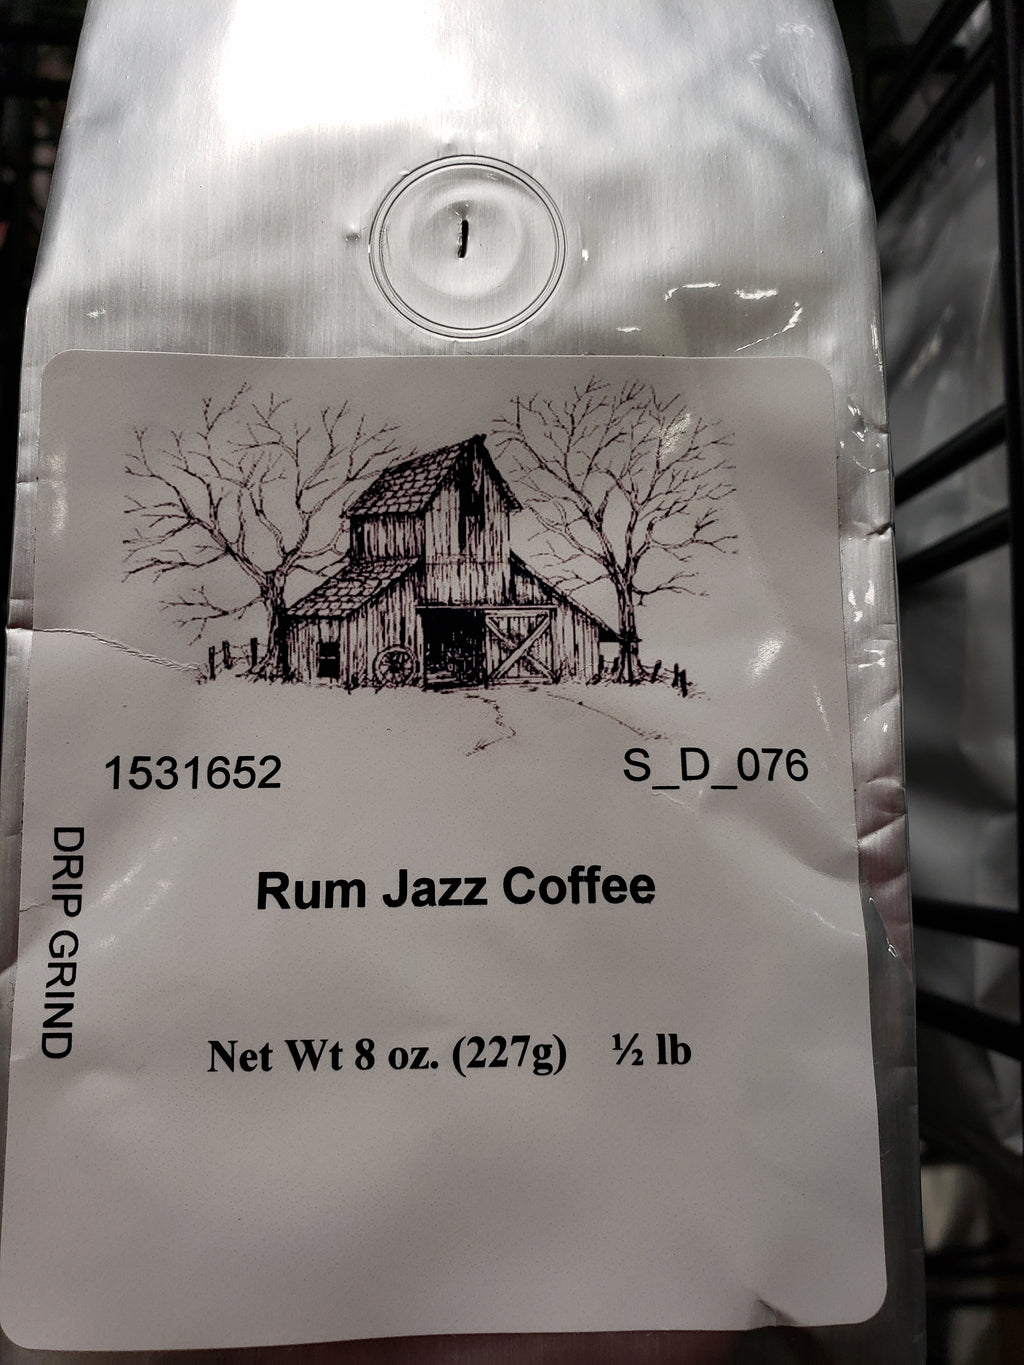 1531652
S_D_076
DRIP GRIND
Rum Jazz Coffee
Net Wt 8 oz. (227g) ½ lb